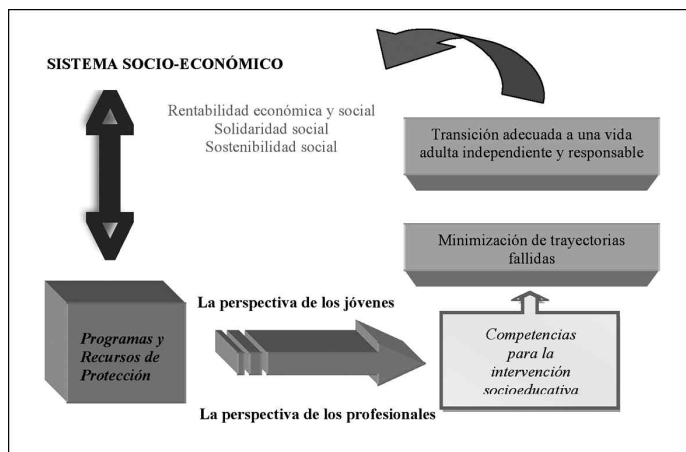 SISTEMA SOCIO-ECONÓMICO
Rentabilidad económica y social
Solidaridad social
Sostenibilidad social
Transición adecuada a una vida
adulta independiente y responsable
Minimización de trayectorias
fallidas
La perspectiva de los jóvenes
Programas y
Recursos de
Protección
Competencias
para la
intervención
socioeducativa
La perspectiva de los profesionales